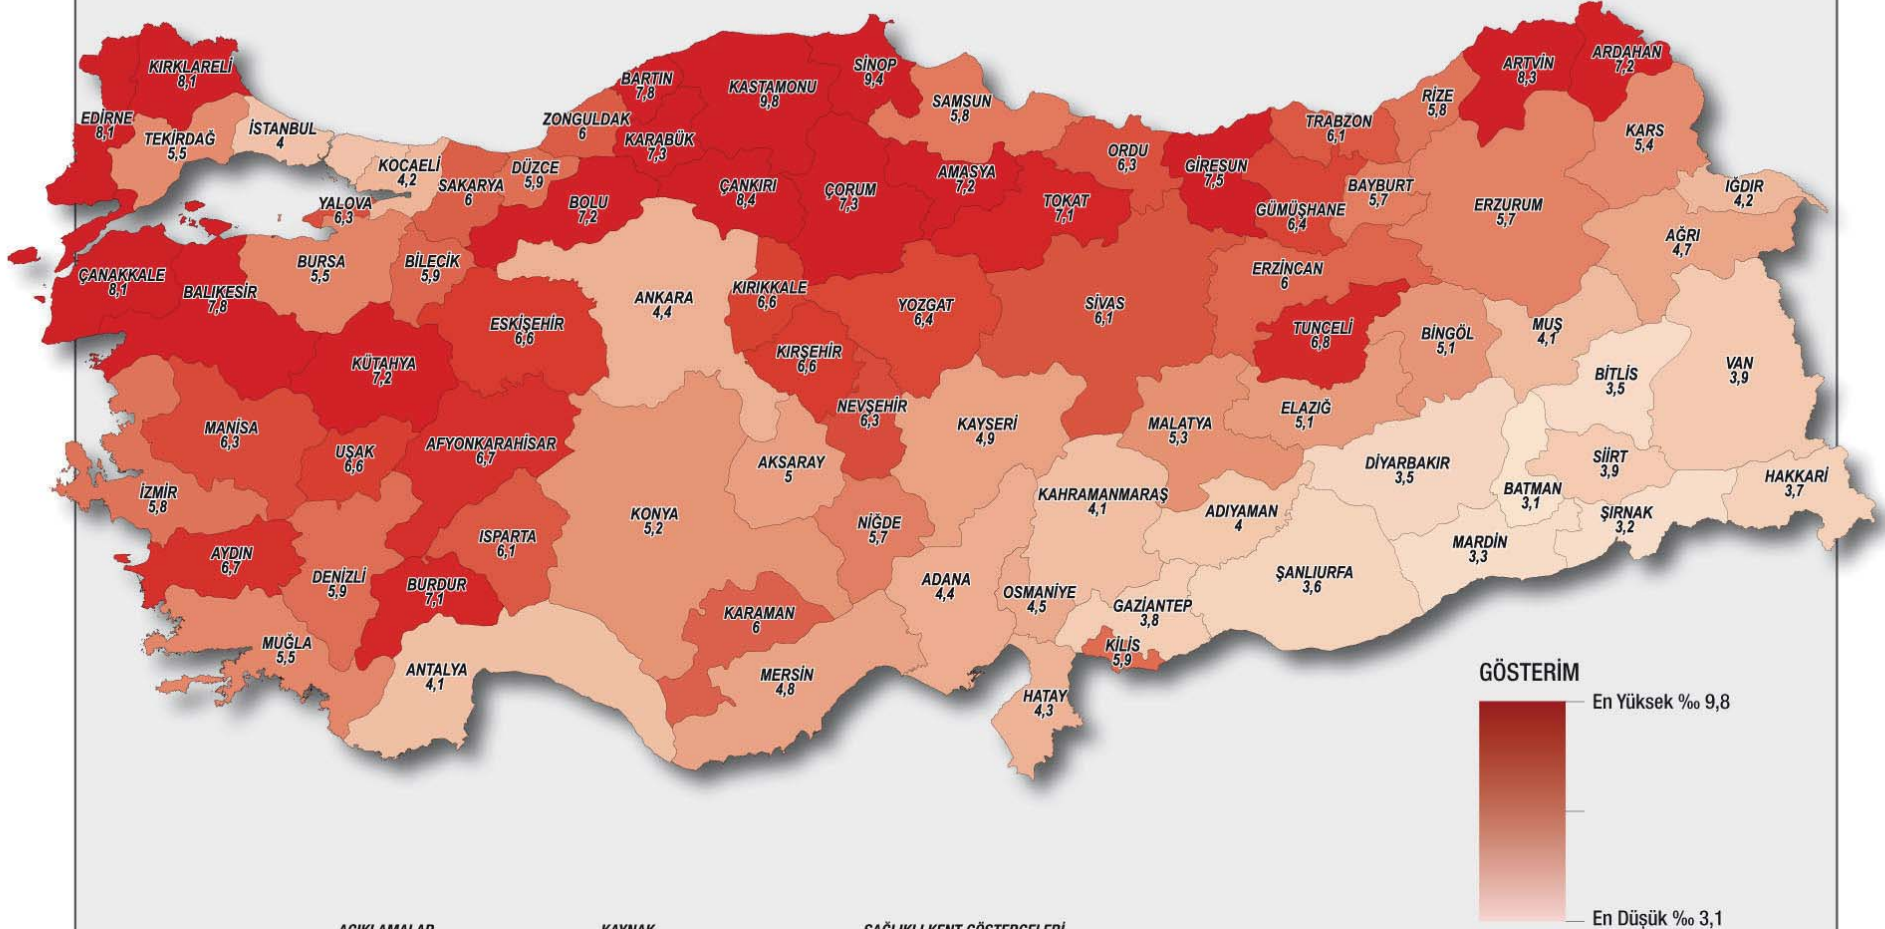 KIRKLARELİ
8,1
EDİRNE
8,1
TEKİRDAĞ
5,5
İSTANBUL
4
KOCAELİ
4,2
YALOVA
6,3
SAKARYA
6
DÜZCE
5,9
ZONGULDAK
6
BARTIN
7,8
KARABÜK
7,3
KASTAMONU
9,8
SİNOP
9,4
SAMSUN
5,8
BOLU
7,2
ÇANKIRI
8,4
ÇORUM
7,3
AMASYA
7,2
TOKAT
7,1
ORDU
6,3
GİRESUN
7,5
TRABZON
6,1
GÜMÜŞHANE
6,4
BAYBURT
5,7
RİZE
5,8
ARTVİN
8,3
ARDAHAN
7,2
KARS
5,4
IĞDIR
4,2
AĞRI
4,7
ERZURUM
5,7
ERZİNCAN
6
ÇANAKKALE
8,1
BALIKESİR
7,8
BURSA
5,5
BİLECİK
5,9
ESKİŞEHİR
6,6
ANKARA
4,4
KIRIKKALE
6,6
KIRŞEHİR
6,6
YOZGAT
6,4
SİVAS
6,1
TUNCELİ
6,8
BİNGÖL
5,1
MUŞ
4,1
BİTLİS
3,5
VAN
3,9
KÜTAHYA
7,2
MANİSA
6,3
UŞAK
6,6
AFYONKARAHİSAR
6,7
NEVŞEHİR
6,3
KAYSERİ
4,9
MALATYA
5,3
ELAZIĞ
5,1
İZMİR
5,8
AYDIN
6,7
DENİZLİ
5,9
ISPARTA
6,1
BURDUR
7,1
KONYA
5,2
AKSARAY
5
NİĞDE
5,7
KAHRAMANMARAŞ
4,1
ADIYAMAN
4
DİYARBAKIR
3,5
BATMAN
3,1
SİİRT
3,9
ŞIRNAK
3,2
HAKKARİ
3,7
MARDİN
3,3
ŞANLIURFA
3,6
MUĞLA
5,5
ANTALYA
4,1
KARAMAN
6
MERSİN
4,8
ADANA
4,4
OSMANİYE
4,5
GAZİANTEP
3,8
KİLİS
5,9
HATAY
4,3
GÖSTERİM
En Yüksek ‰ 9,8
En Düşük ‰ 3,1
AÇIKLAMALAR
KAYNAK
SAĞLIKLI KENT GÖSTERGELERİ